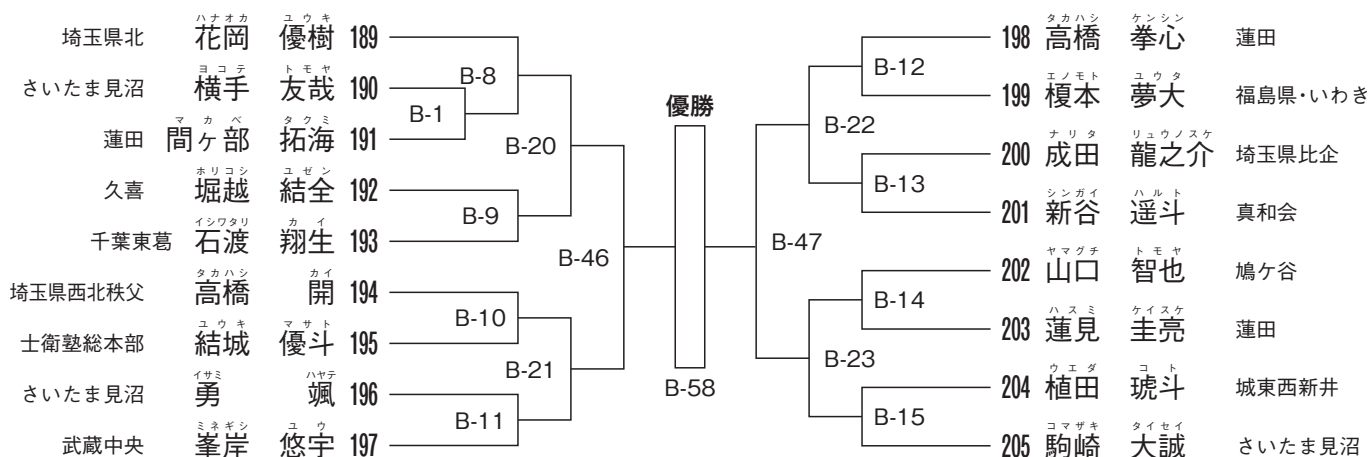 埼玉県北 花岡 優樹 189
ハナオカ ユウキ
さいたま見沼 横手 友哉 190
ヨコテ トモヤ
蓮田 間ヶ部 拓海 191
マカベ タクミ
久喜 堀越 結全 192
ホリコシ ユゼン
千葉東葛 石渡 翔生 193
イシワタリ カイ
埼玉県西北秩父 高橋 開 194
タカハシ カイ
士衛塾総本部 結城 優斗 195
ユウキ マサト
さいたま見沼 勇 颯 196
イサミ ハヤテ
武蔵中央 峯岸 悠宇 197
ミネギシ ユウ
B-8
B-1
B-20
B-9
B-46
B-10
B-21
B-11
優勝
B-58
B-12
B-22
B-13
B-47
B-14
B-23
B-15
タカハシ ケンシン
198 高橋 拳心 蓮田
エノモト ユウタ
199 榎本 夢大 福島県・いわき
ナリタ リュウノスケ
200 成田 龍之介 埼玉県比企
シンガイ ハルト
201 新谷 遥斗 真和会
ヤマグチ トモヤ
202 山口 智也 鳩ケ谷
ハスミ ケイスケ
203 蓮見 圭亮 蓮田
ウエダ コト
204 植田 琥斗 城東西新井
コマザキ タイセイ
205 駒崎 大誠 さいたま見沼